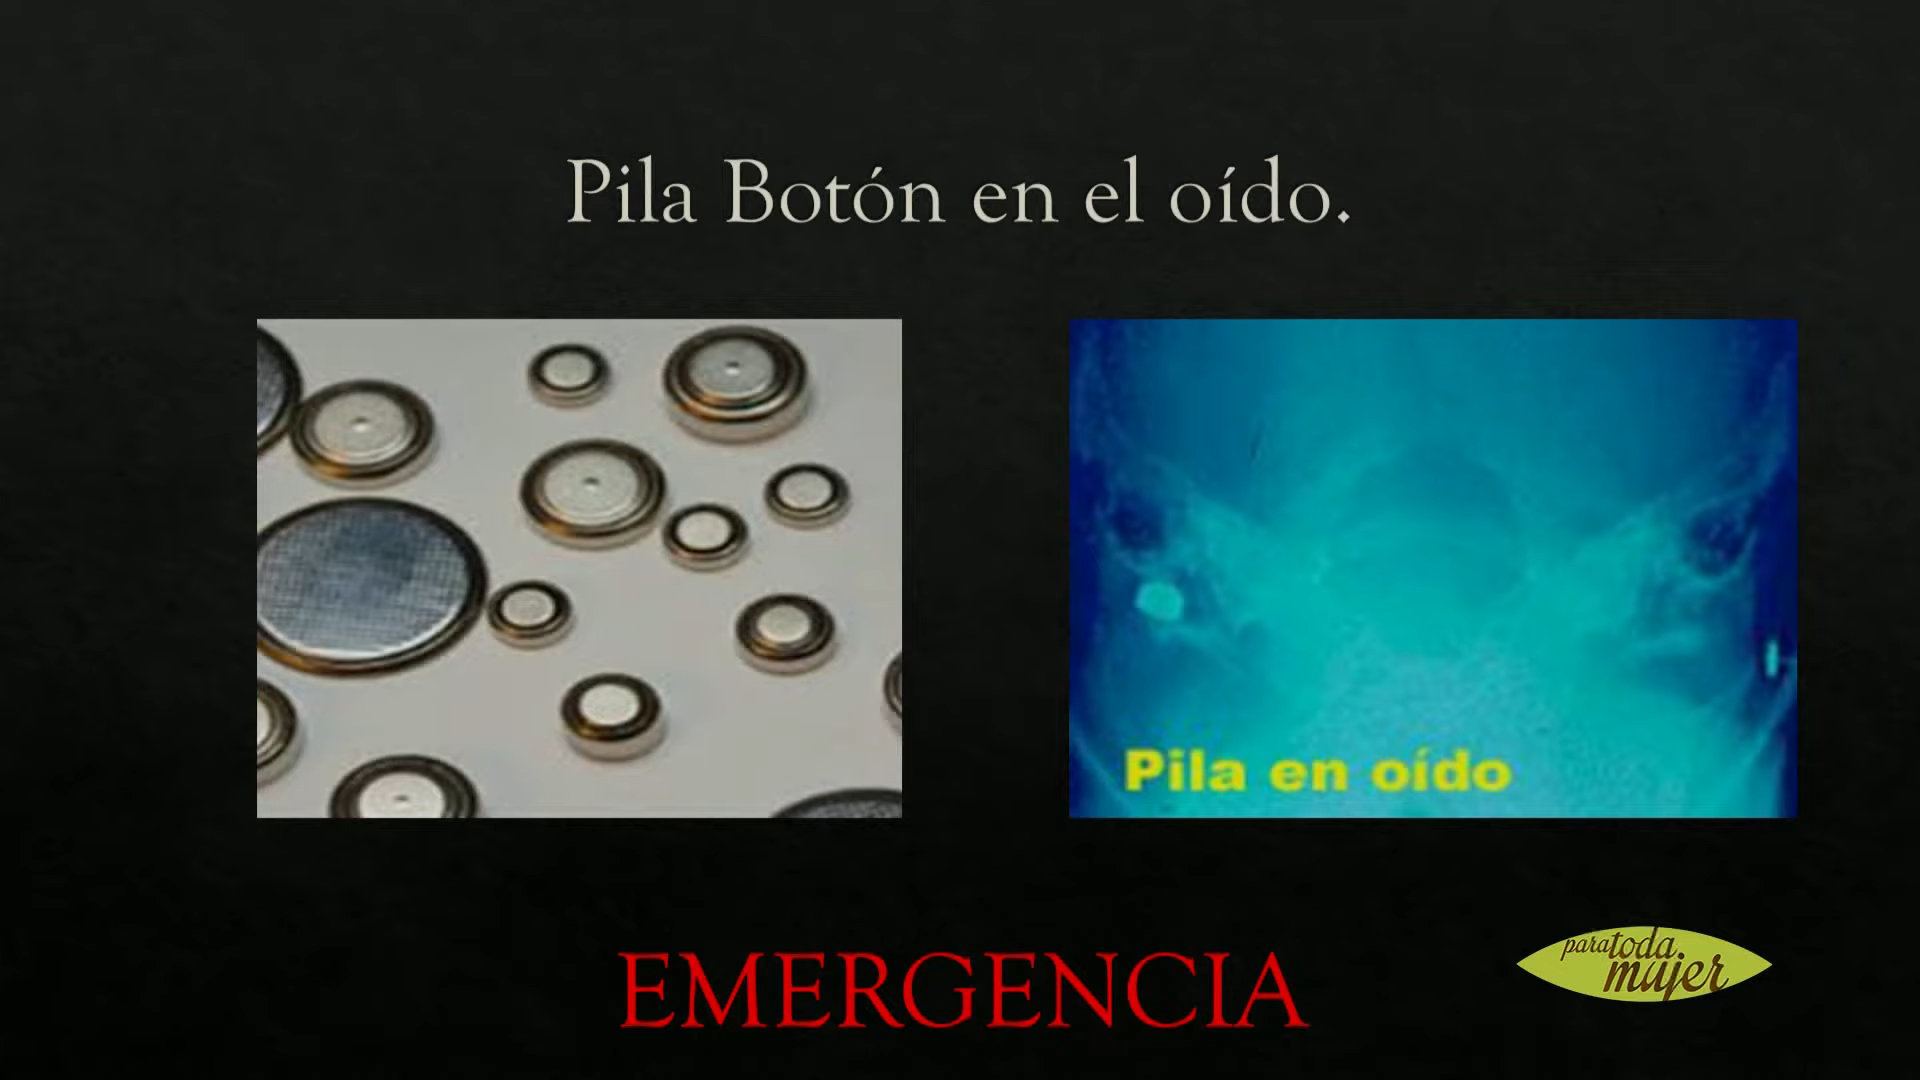 Pila Botón en el oído.
Pila en oído
EMERGENCIA
para toda
mujer